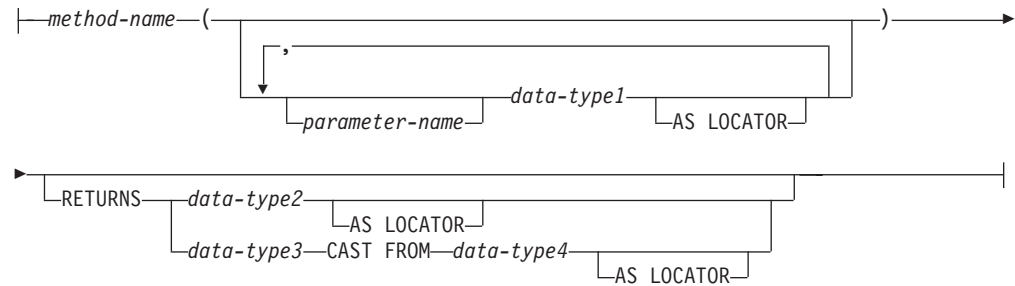 method-name ( )
,
data-type1
parameter-name AS LOCATOR
RETURNS data-type2
AS LOCATOR
data-type3 CAST FROM data-type4
AS LOCATOR